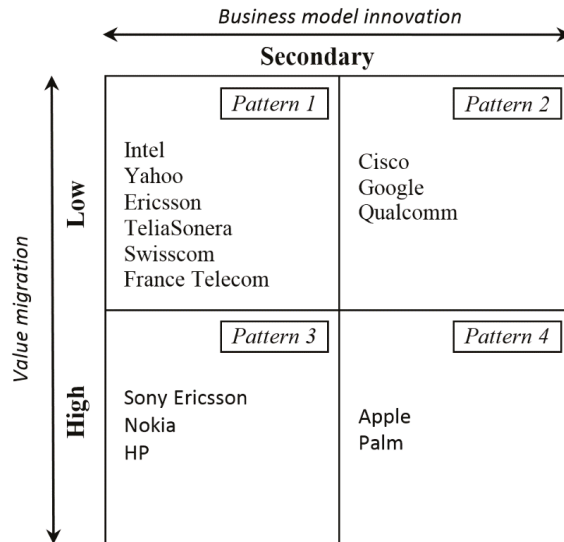 Business model innovation
Secondary
Pattern 1
Pattern 2
Intel
Yahoo
Ericsson
TeliaSonera
Swisscom
France Telecom
Cisco
Google
Qualcomm
Low
Value migration
High
Pattern 3
Pattern 4
Sony Ericsson
Nokia
HP
Apple
Palm